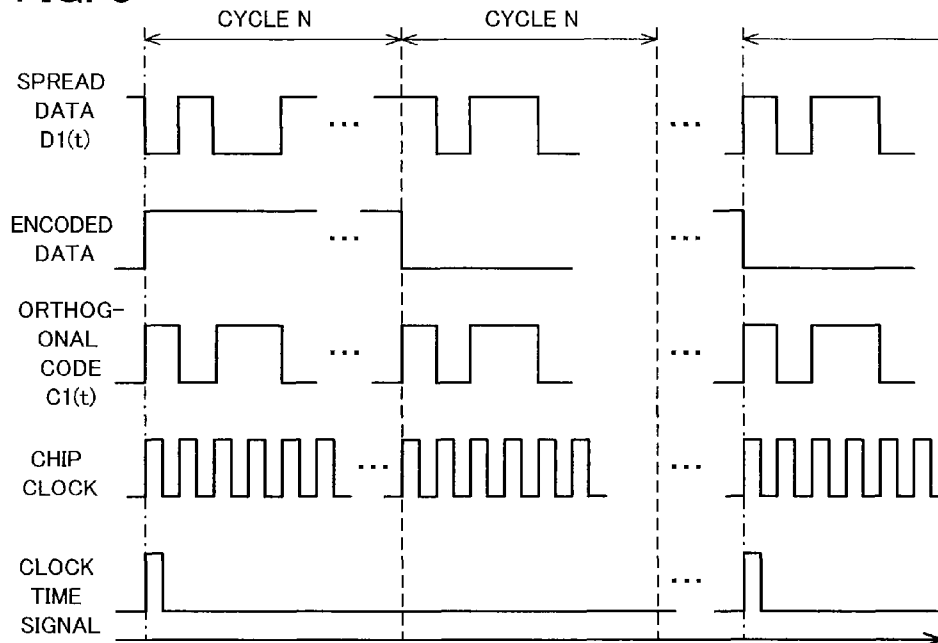 CYCLE N
CYCLE N
SPREAD
DATA
D1(t)
...
...
ENCODED
DATA
...
...
ORTHOG-
ONAL
CODE
C1(t)
...
...
CHIP
CLOCK
...
...
CLOCK
TIME
SIGNAL
...